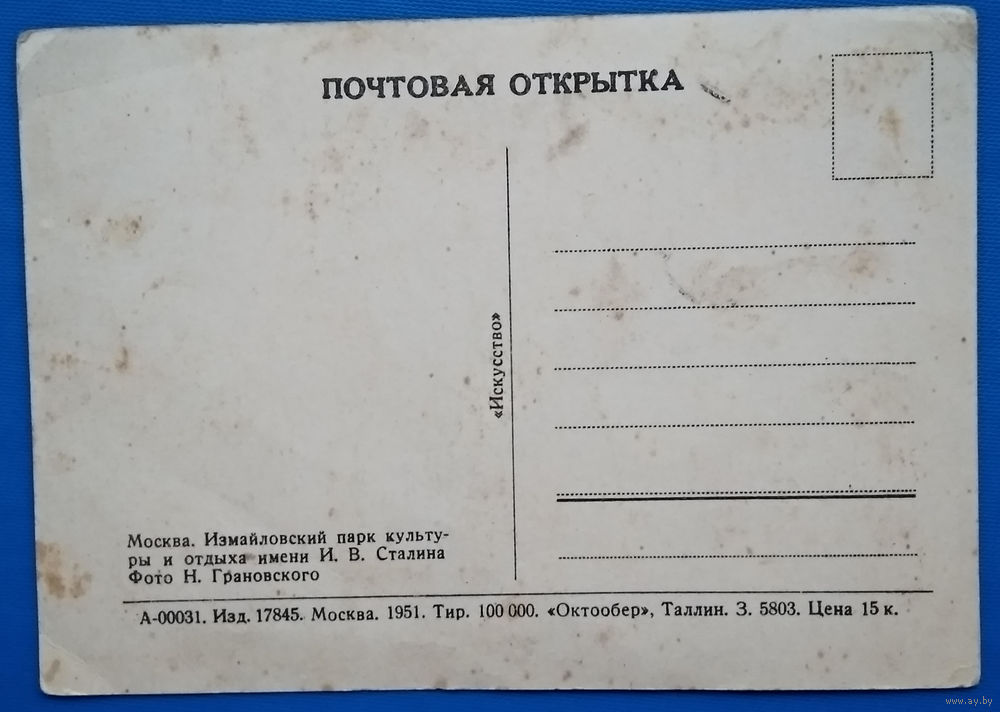 ПОЧТОВАЯ ОТКРЫТКА
«Искусство»
Москва. Измайловский парк культу-
ры и отдыха имени И. В. Сталина
Фото Н. Грановского
А-00031. Изд. 17845. Москва. 1951. Тир. 100 000. «Октообер», Таллин. З. 5803. Цена 15 к.
www.ay.by